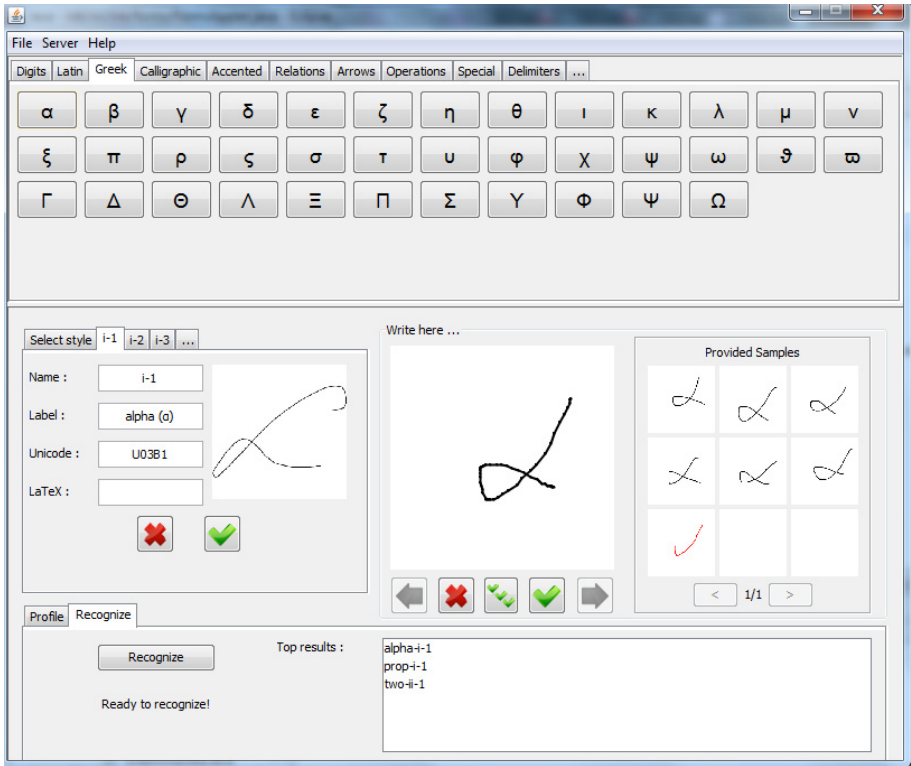 File Server Help
Digits Latin Greek Calligraphic Accented Relations Arrows Operations Special Delimiters ...
α β γ δ ε ζ η θ ι κ λ μ ν
ξ π ρ ς σ τ υ φ χ ψ ω ϑ ϖ
Γ Δ Θ Λ Ξ Π Σ Υ Φ Ψ Ω
Select style i-1 i-2 i-3 ...
Name : i-1
Label : alpha (α)
Unicode : U03B1
LaTeX :
Write here ...
Provided Samples
< 1/1 >
Profile Recognize
Recognize
Ready to recognize!
Top results :
alpha-i-1
prop-i-1
two-ii-1